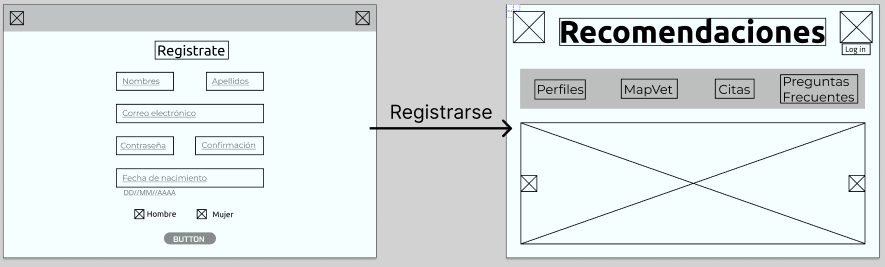 Registrate
Nombres
Apellidos
Correo electrónico
Contraseña
Confirmación
Fecha de nacimiento
DD//MM//AAAA
Hombre
Mujer
BUTTON
Registrarse
Recomendaciones
Log in
Perfiles
MapVet
Citas
Preguntas
Frecuentes